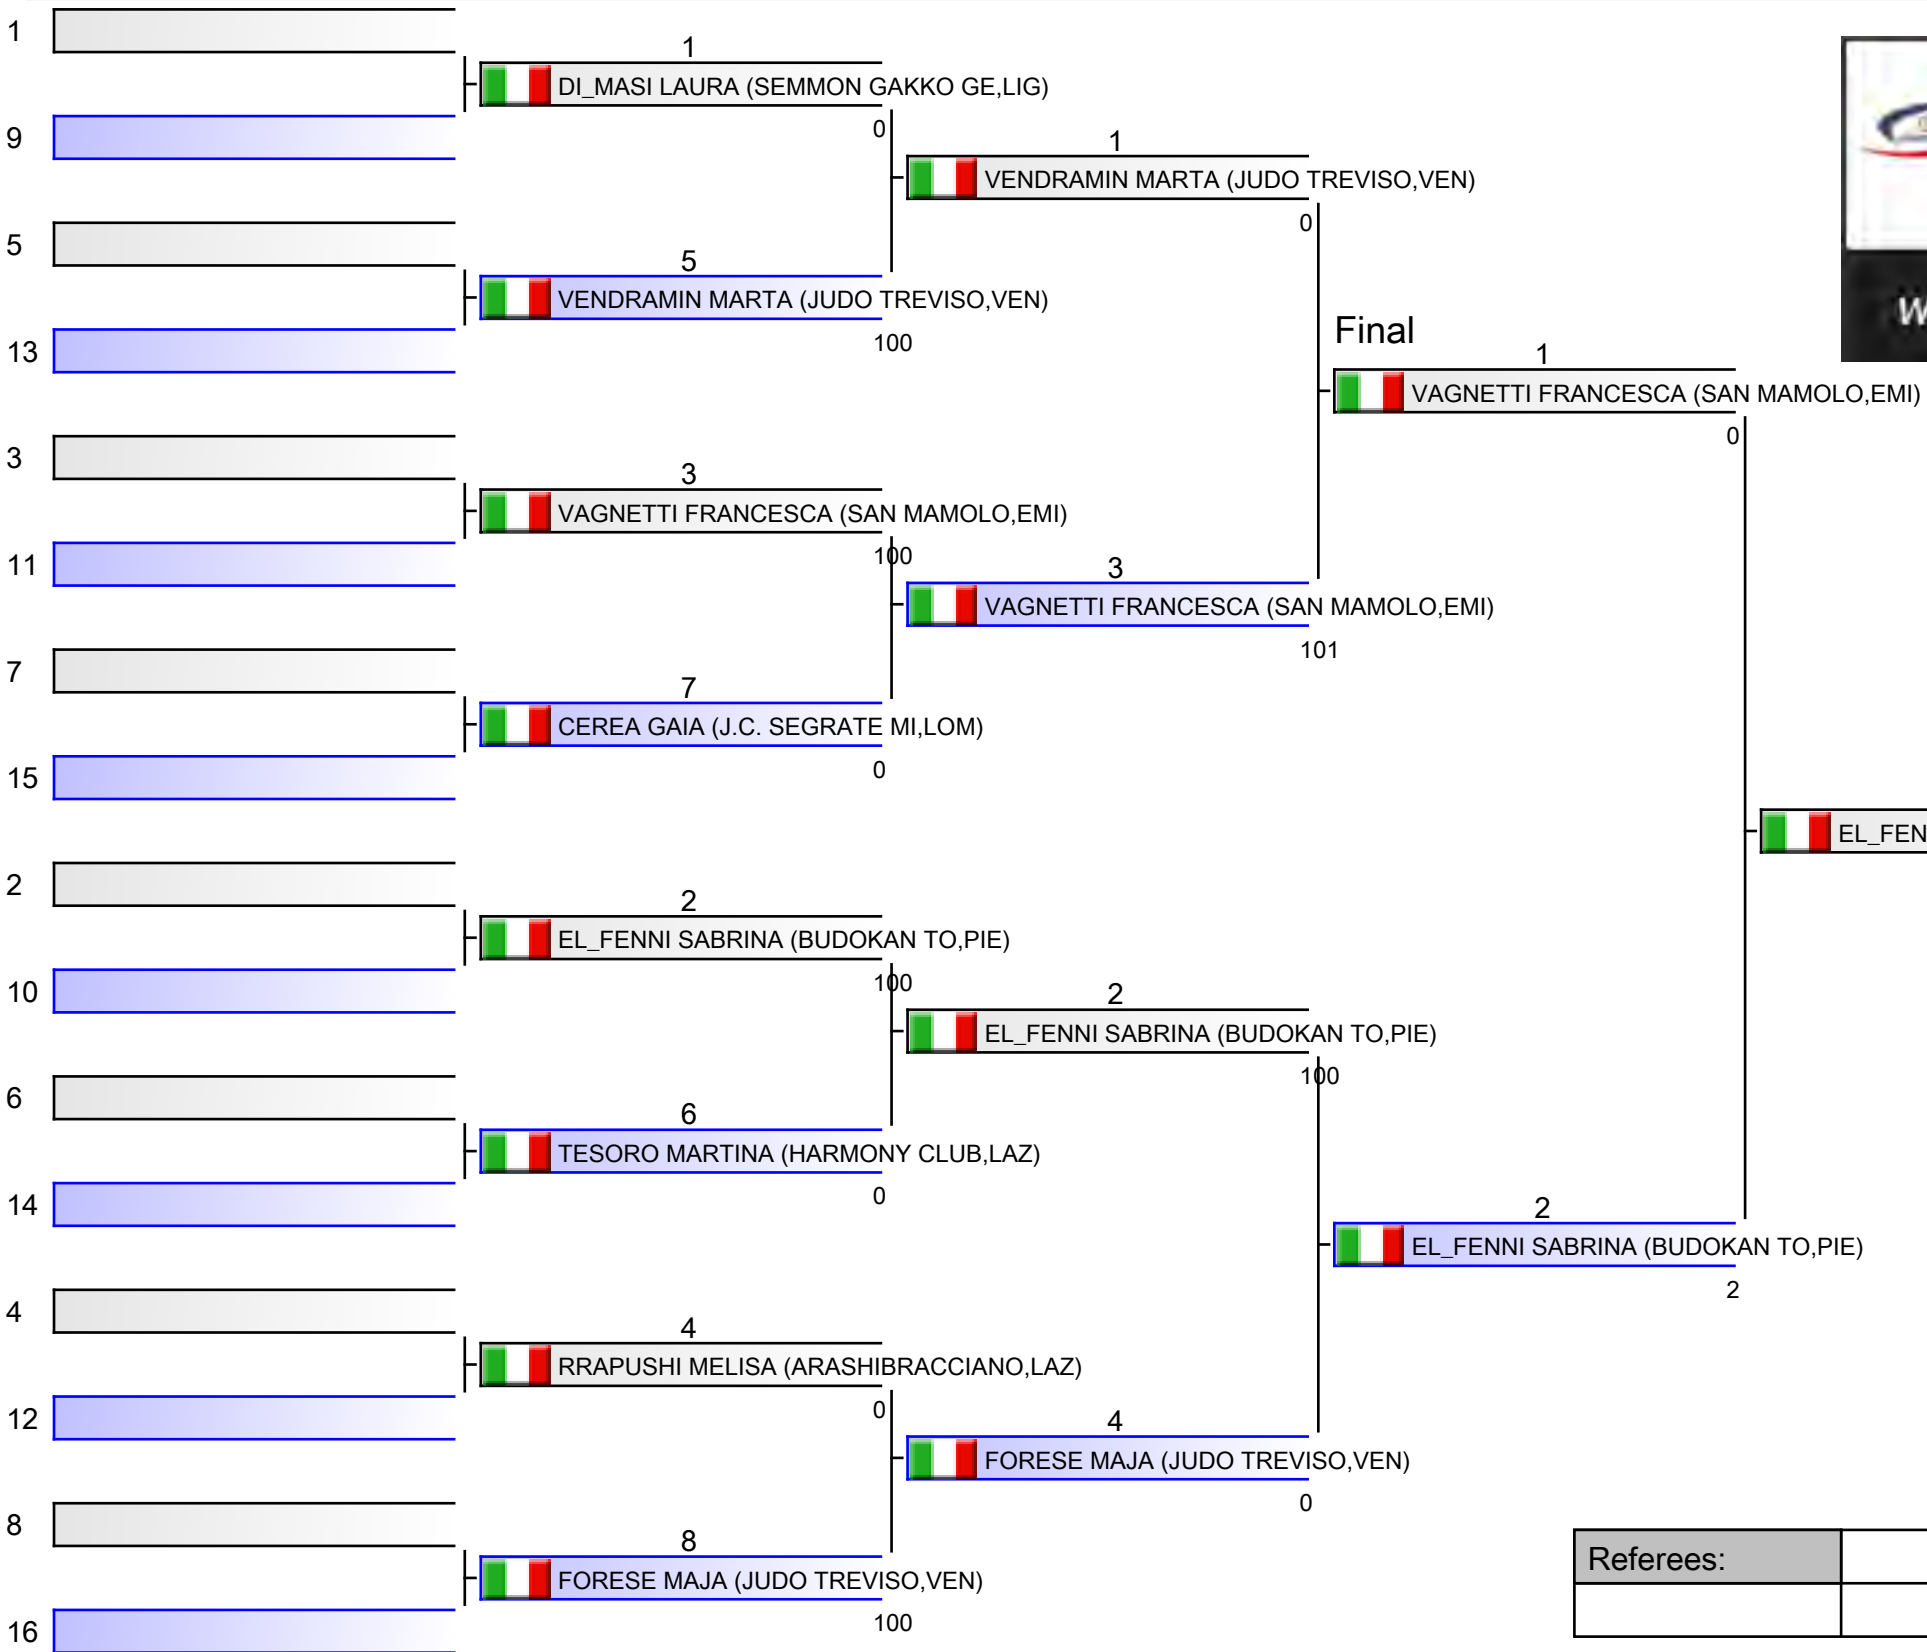 1
1
DI_MASI LAURA (SEMMON GAKKO GE,LIG)
0
9
1
VENDRAMIN MARTA (JUDO TREVISO,VEN)
0
5
5
VENDRAMIN MARTA (JUDO TREVISO,VEN)
100
13
Final
1
VAGNETTI FRANCESCA (SAN MAMOLO,EMI)
0
3
3
VAGNETTI FRANCESCA (SAN MAMOLO,EMI)
100
11
3
VAGNETTI FRANCESCA (SAN MAMOLO,EMI)
101
7
7
CEREA GAIA (J.C. SEGRATE MI,LOM)
0
15
EL_FEN
2
2
EL_FENNI SABRINA (BUDOKAN TO,PIE)
100
10
2
EL_FENNI SABRINA (BUDOKAN TO,PIE)
100
6
6
TESORO MARTINA (HARMONY CLUB,LAZ)
0
14
2
EL_FENNI SABRINA (BUDOKAN TO,PIE)
2
4
4
RRAPUSHI MELISA (ARASHIBRACCIANO,LAZ)
0
12
4
FORESE MAJA (JUDO TREVISO,VEN)
0
8
8
FORESE MAJA (JUDO TREVISO,VEN)
100
16
Referees: